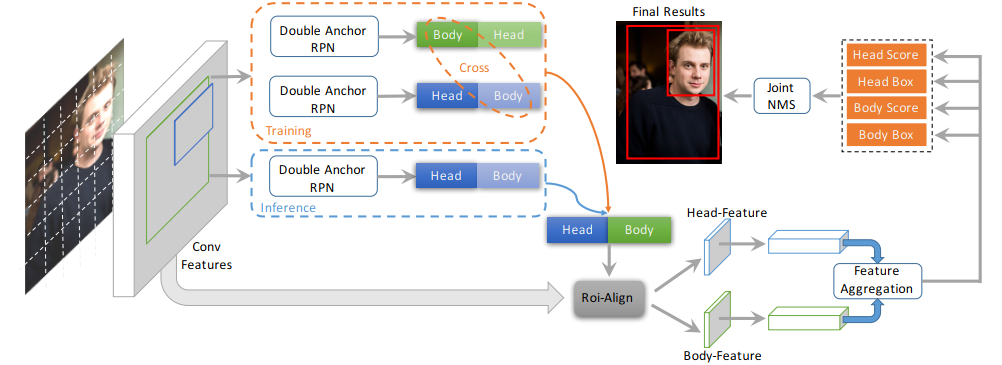 Final Results
Double Anchor
RPN
Body
Head
Cross
Double Anchor
RPN
Head
Body
Training
Double Anchor
RPN
Head
Body
Inference
Head Score
Head Box
Body Score
Body Box
Joint
NMS
Conv
Features
Head
Body
Roi-Align
Head-Feature
Body-Feature
Feature
Aggregation